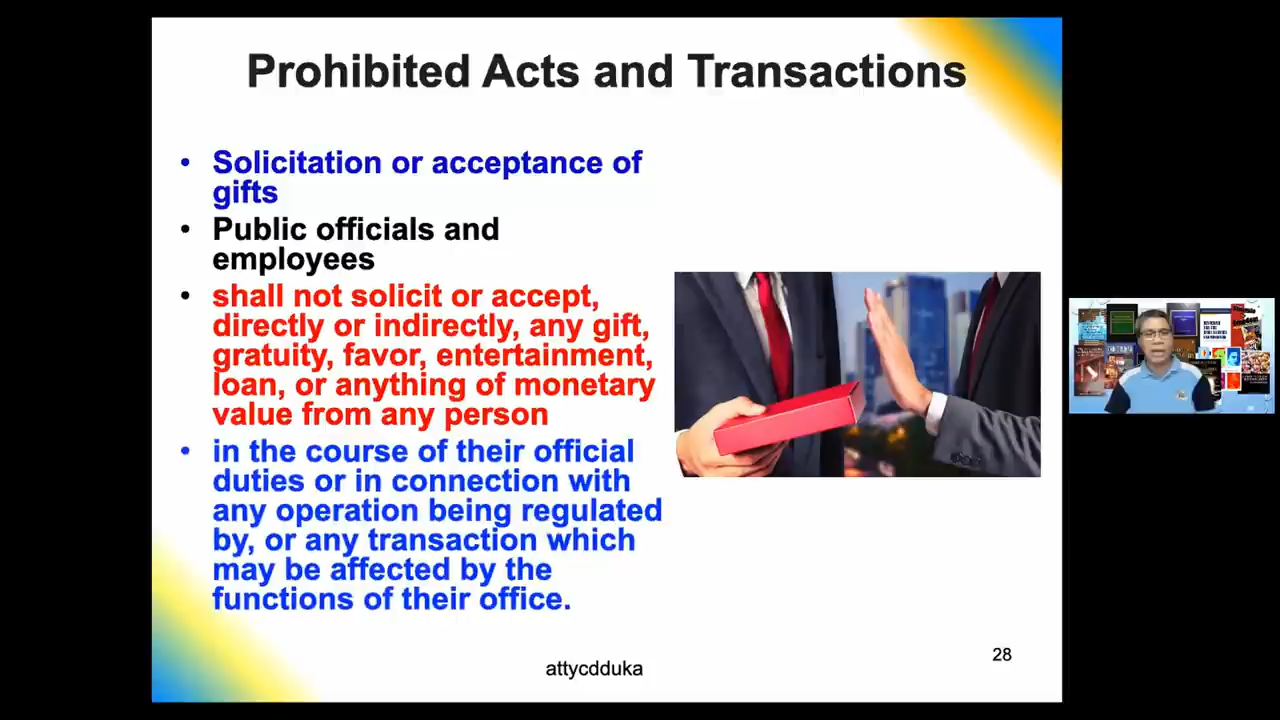 Prohibited Acts and Transactions
• Solicitation or acceptance of
gifts
• Public officials and
employees
• shall not solicit or accept,
directly or indirectly, any gift,
gratuity, favor, entertainment,
loan, or anything of monetary
value from any person
• in the course of their official
duties or in connection with
any operation being regulated
by, or any transaction which
may be affected by the
functions of their office.
attycdduka
28